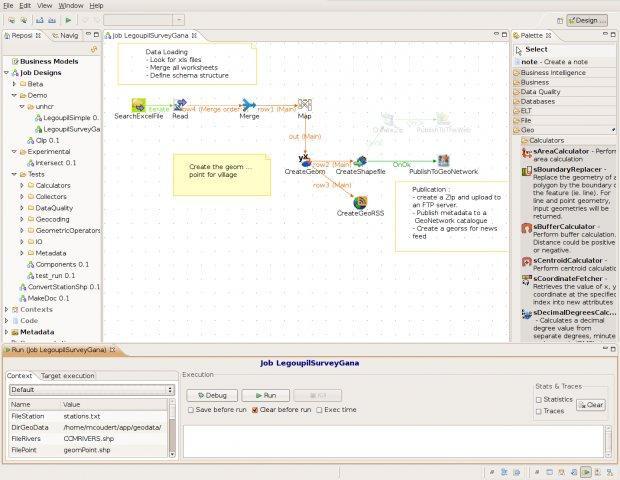 File Edit View Window Help
Design ...
Reposi
Navig
Business Models
Job Designs
Beta
Demo
unhcr
LegoupilSimple 0.
LegoupilSurveyGa
Clip 0.1
Experimental
Intersect 0.1
Tests
Calculators
Collectors
DataQuality
Geocoding
GeometricOperators
IO
Metadata
Components 0.1
test_run 0.1
ConvertStationShp 0.1
MakeDoc 0.1
Contexts
Code
Metadata
Job LegoupilSurveyGana
Data Loading
- Look for xls files
- Merge all worksheets
- Define schema structure
iterate
row4 (Merge order
row1 (Main)
SearchExcelFile
Read
Merge
Map
out (Main)
CreateZip
PublishToTheWeb
Create the geom ...
point for village
row2 (Main)
OnOk
CreateGeom
CreateShapefile
PublishToGeoNetwork
row3 (Main)
CreateGeoRSS
Publication :
- create a Zip and upload to
an FTP server.
- Publish metadata to a
GeoNetwork catalogue
- Create a georss for news
feed
Palette
Select
note - Create a note
Business Intelligence
Business
Data Quality
Databases
ELT
File
Geo
Calculators
sAreaCalculator - Perforr
area calculation
sBoundaryReplacer -
Replace the geometry of a
polygon by the boundary c
the feature (ie. line). For
line and point geometry,
input geometries will be
returned.
sBufferCalculator -
Perform buffer calculation.
Distance could be positive
or negative.
sCentroidCalculator -
Perform centroid calculatic
sCoordinateFetcher -
Retrieves the value of x, y
coordinate at the specified
index into new attributes
sDecimalDegreesCalc...
- Calculates a decimal
degree value from
separate degrees, minute
Run (Job LegoupilSurveyGana)
Job LegoupilSurveyGana
Context
Target execution
Default
Name Value
FileStation stations.txt
DirGeoData /home/mcoudert/app/geodata/
FileRivers CCMRIVERS.shp
FilePoint geomPoint.shp
Execution
Debug
Run
Kill
Save before run
Clear before run
Exec time
Stats & Traces
Statistics
Traces
Clear